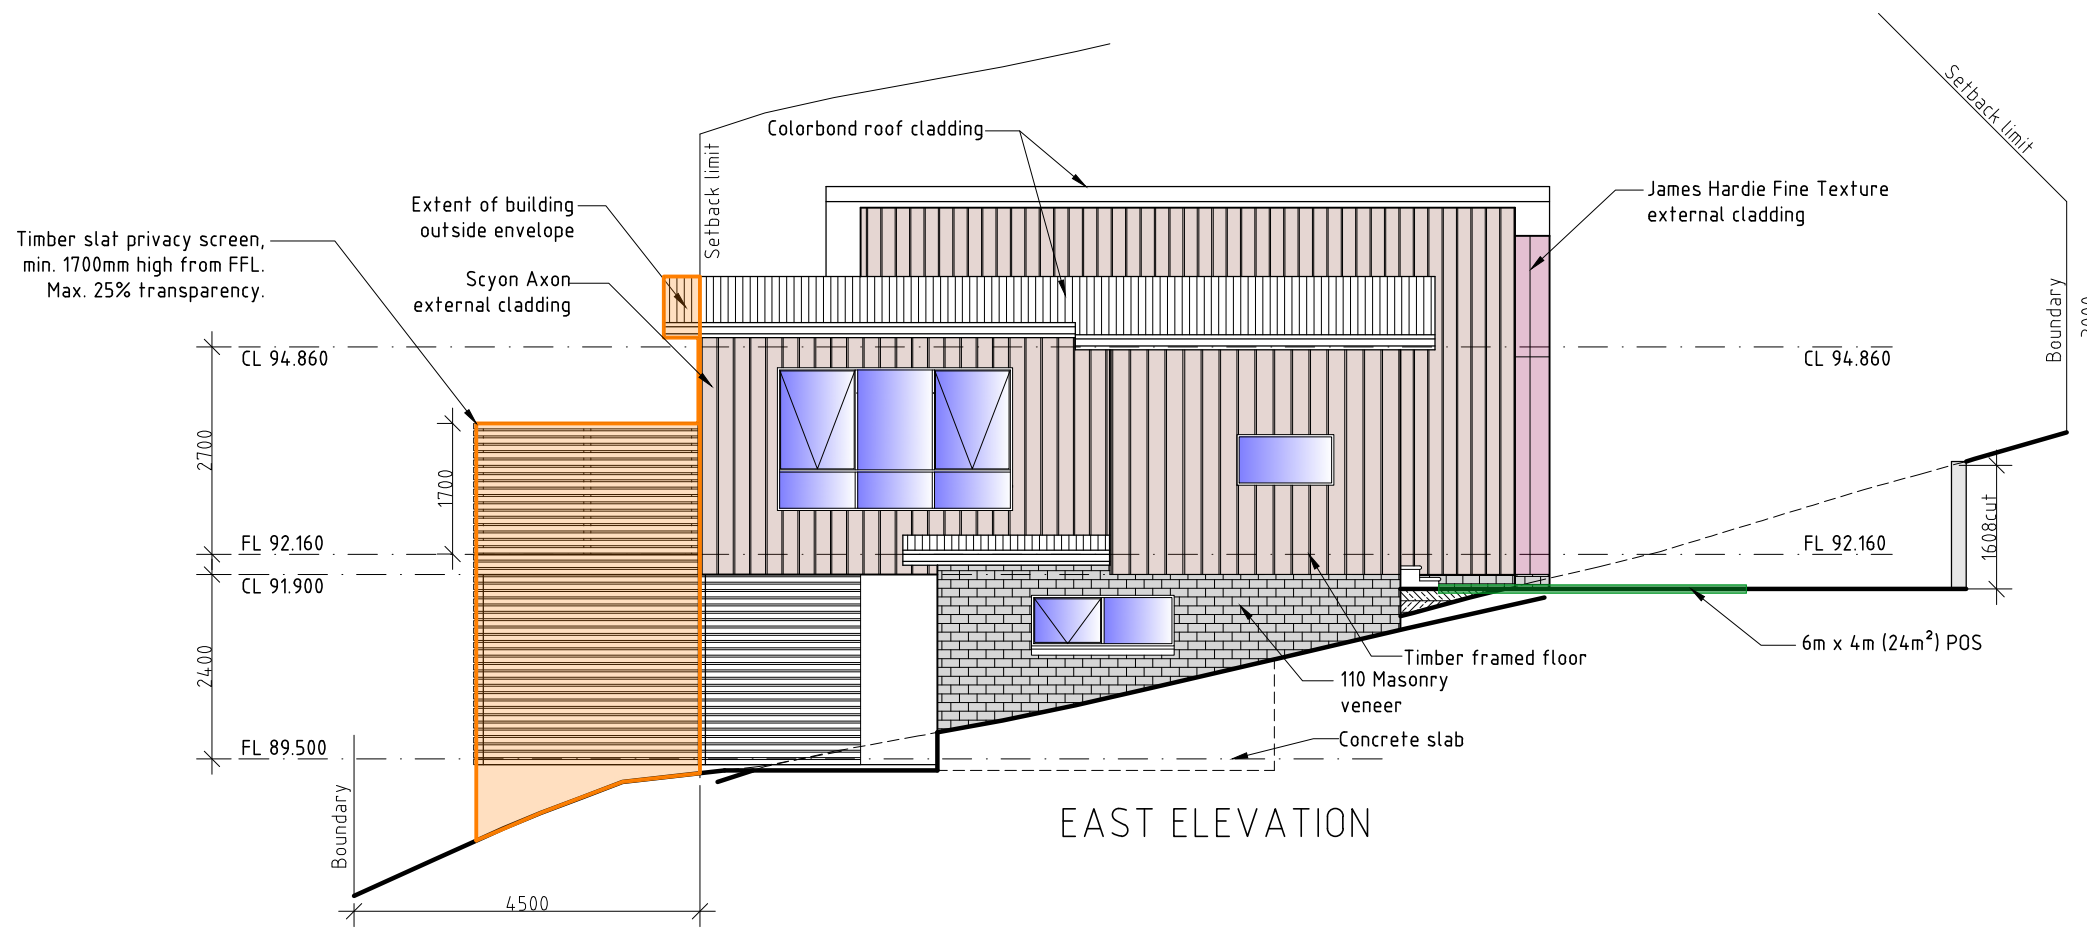 Colorbond roof cladding
Setback limit
Setback limit
James Hardie Fine Texture
external cladding
Extent of building
outside envelope
Timber slat privacy screen,
min. 1700mm high from FFL.
Max. 25% transparency.
Scyon Axon
external cladding
Boundary
CL 94.860
CL 94.860
2700
1700
1608cut
FL 92.160
FL 92.160
CL 91.900
2400
6m x 4m (24m²) POS
Timber framed floor
110 Masonry
veneer
Concrete slab
FL 89.500
Boundary
EAST ELEVATION
4500